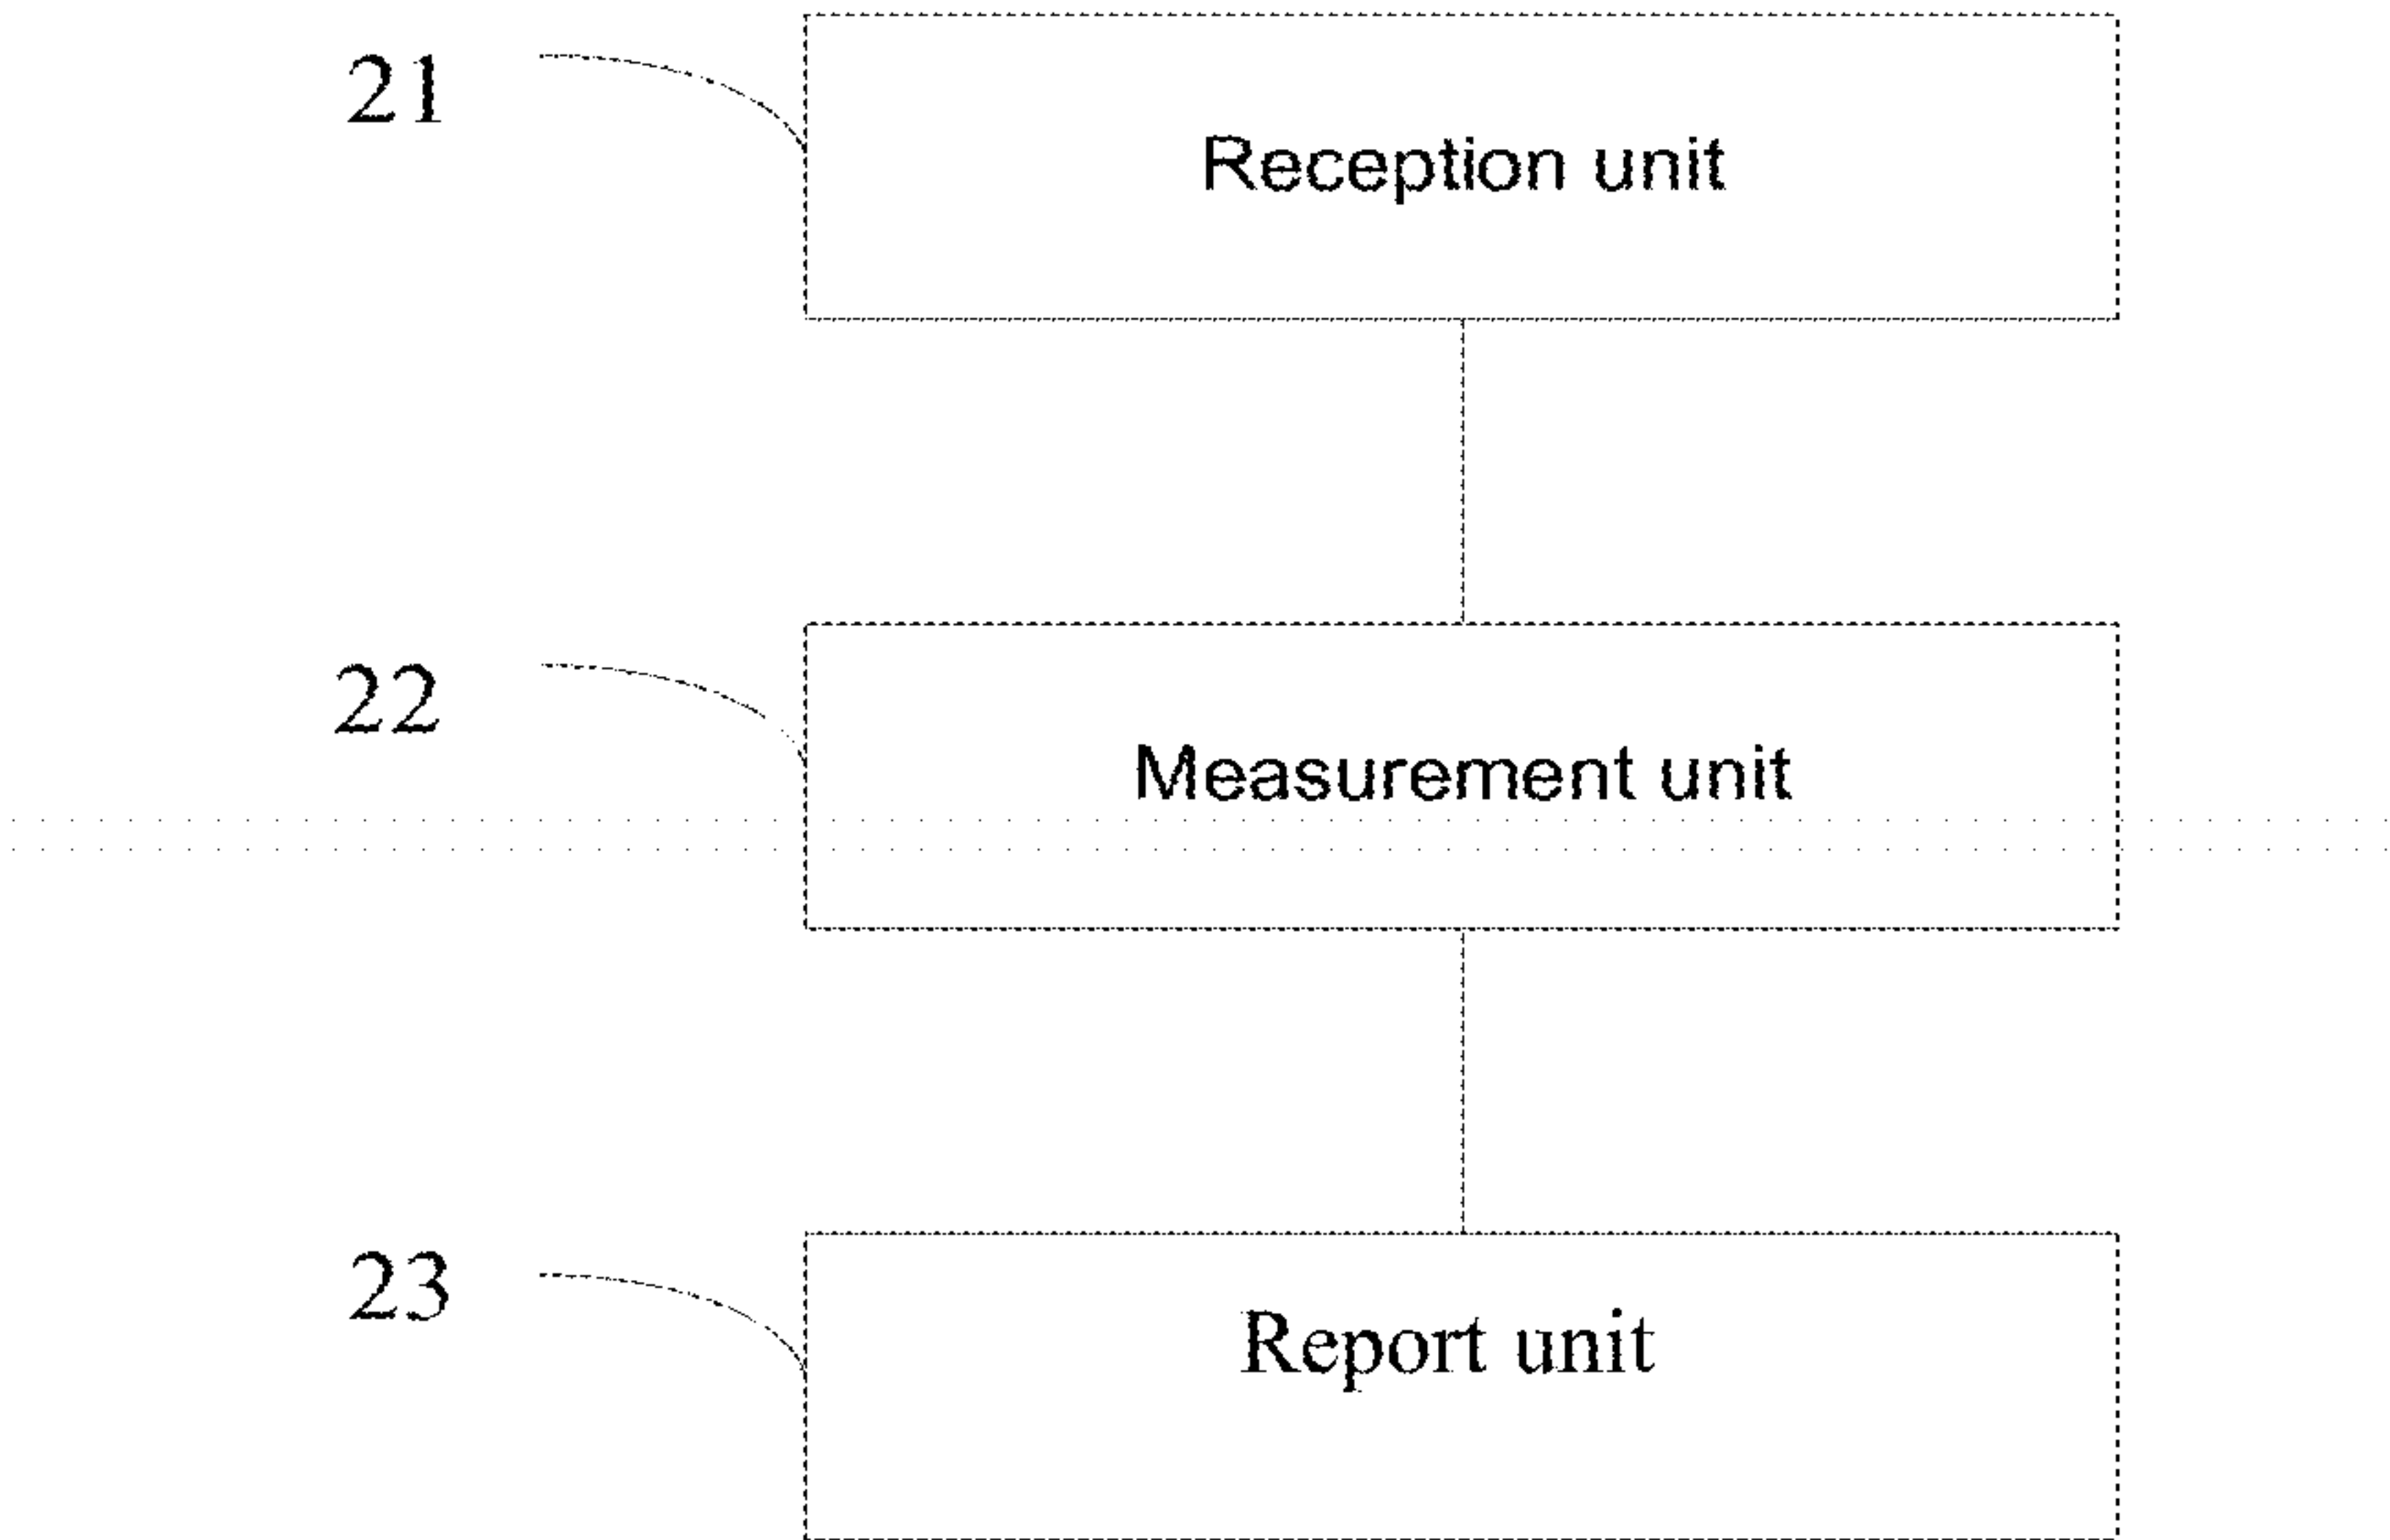 21
Reception unit
22
Measurement unit
23
Report unit